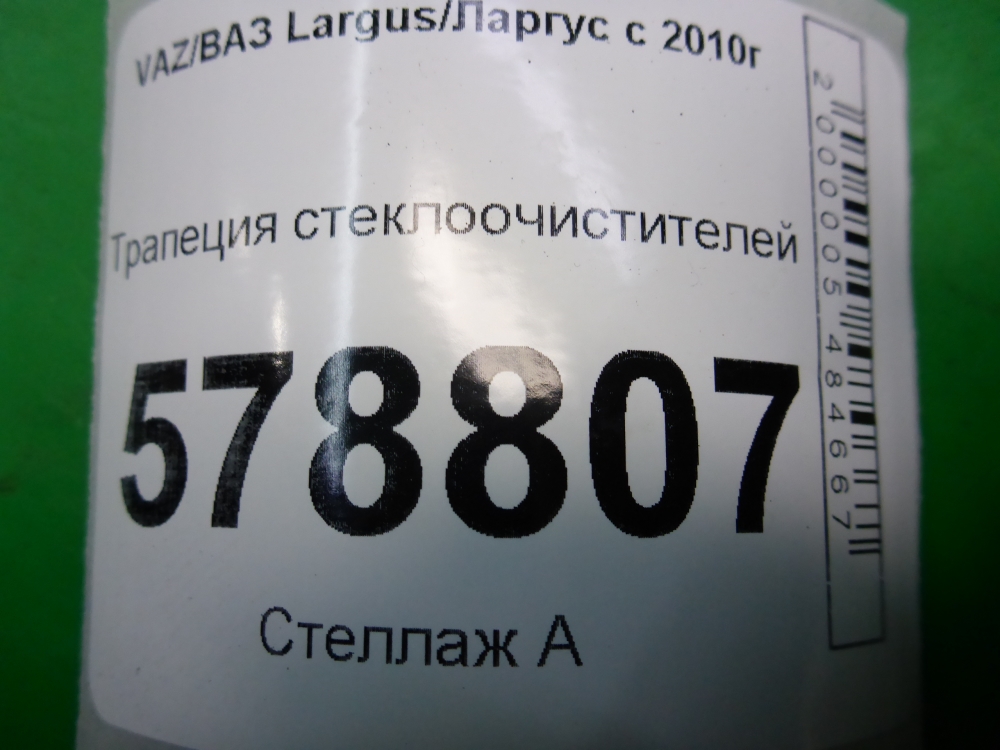 VAZ/ВАЗ Largus/Ларгус с 2010г
Трапеция стеклоочистителей
578807
Стеллаж А
2000005484667